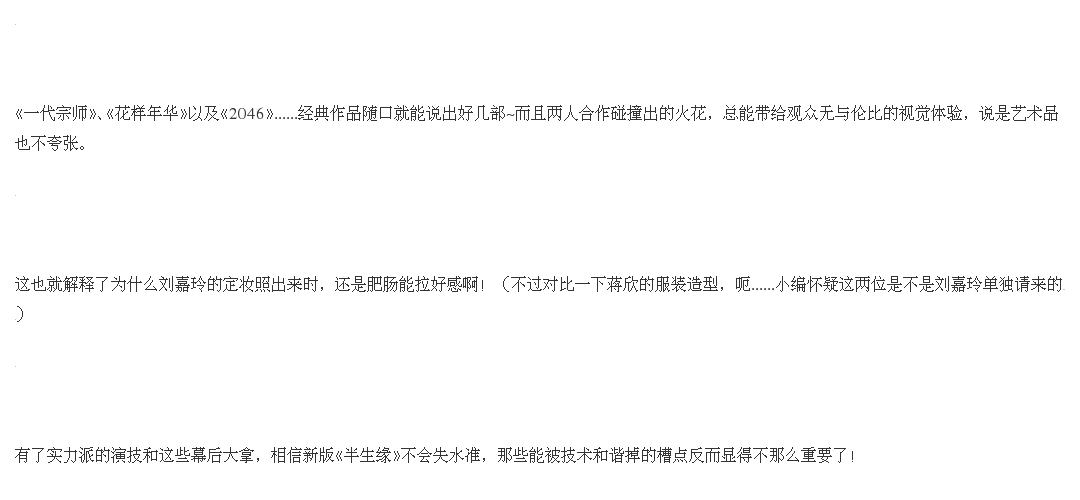 《一代宗师》、《花样年华》以及《2046》......经典作品随口就能说出好几部~而且两人合作碰撞出的火花，总能带给观众无与伦比的视觉体验，说是艺术品
也不夸张。
这也就解释了为什么刘嘉玲的定妆照出来时，还是肥肠能拉好感啊！（不过对比一下蒋欣的服装造型，呃......小编怀疑这两位是不是刘嘉玲单独请来的
）
有了实力派的演技和这些幕后大拿，相信新版《半生缘》不会失水准，那些能被技术和谐掉的槽点反而显得不那么重要了！